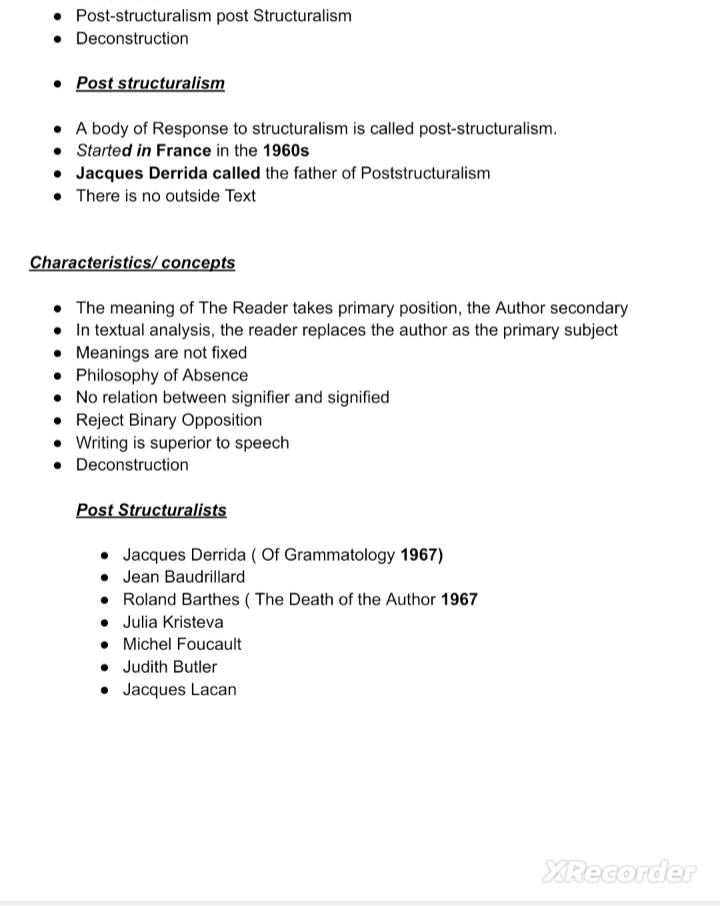 Post-structuralism post Structuralism
Deconstruction
Post structuralism
A body of Response to structuralism is called post-structuralism.
Started in France in the 1960s
Jacques Derrida called the father of Poststructuralism
There is no outside Text
Characteristics/ concepts
The meaning of The Reader takes primary position, the Author secondary
In textual analysis, the reader replaces the author as the primary subject
Meanings are not fixed
Philosophy of Absence
No relation between signifier and signified
Reject Binary Opposition
Writing is superior to speech
Deconstruction
Post Structuralists
Jacques Derrida ( Of Grammatology 1967)
Jean Baudrillard
Roland Barthes ( The Death of the Author 1967
Julia Kristeva
Michel Foucault
Judith Butler
Jacques Lacan
XRecorder